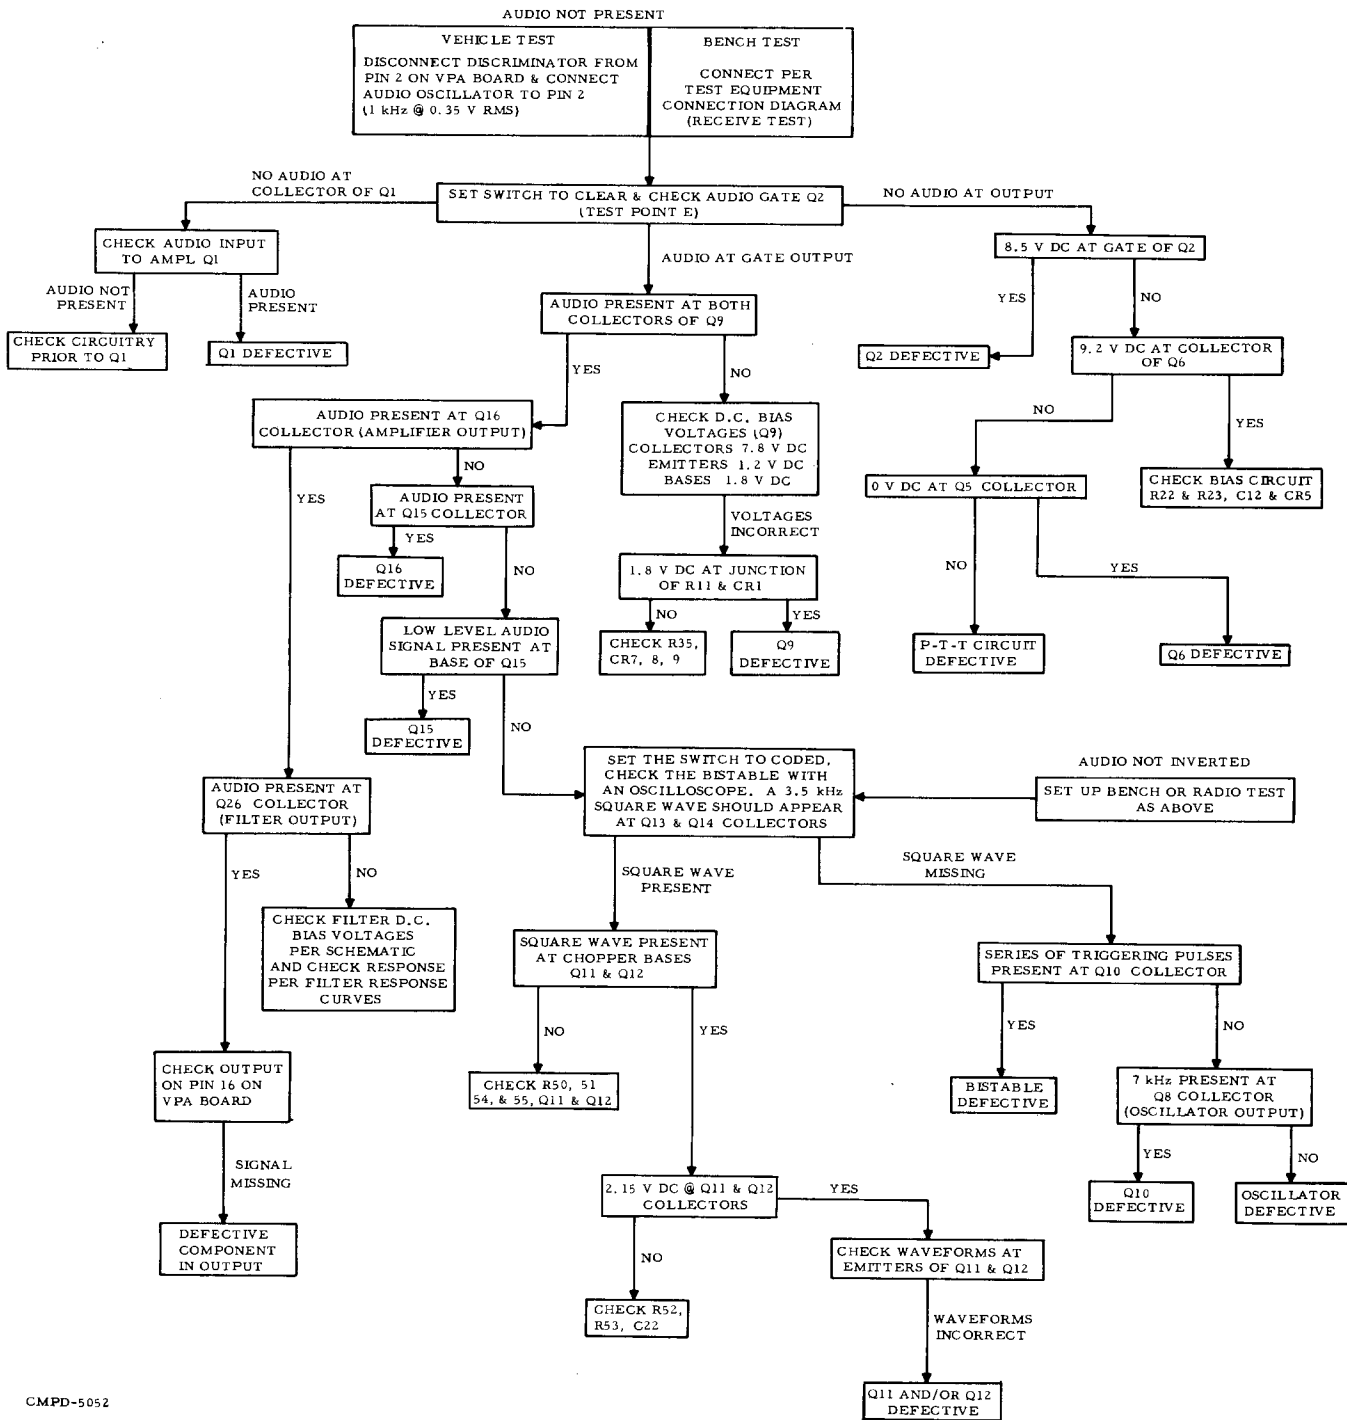 AUDIO NOT PRESENT
VEHICLE TEST
DISCONNECT DISCRIMINATOR FROM
PIN 2 ON VPA BOARD & CONNECT
AUDIO OSCILLATOR TO PIN 2
(1 kHz @ 0.35 V RMS)
BENCH TEST
CONNECT PER
TEST EQUIPMENT
CONNECTION DIAGRAM
(RECEIVE TEST)
NO AUDIO AT
COLLECTOR OF Q1
SET SWITCH TO CLEAR & CHECK AUDIO GATE Q2
(TEST POINT E)
NO AUDIO AT OUTPUT
CHECK AUDIO INPUT
TO AMPL Q1
AUDIO AT GATE OUTPUT
8.5 V DC AT GATE OF Q2
AUDIO NOT
PRESENT
AUDIO
PRESENT
YES
NO
AUDIO PRESENT AT BOTH
COLLECTORS OF Q9
CHECK CIRCUITRY
PRIOR TO Q1
Q1 DEFECTIVE
Q2 DEFECTIVE
9.2 V DC AT COLLECTOR
OF Q6
YES
NO
NO
YES
AUDIO PRESENT AT Q16
COLLECTOR (AMPLIFIER OUTPUT)
CHECK D.C. BIAS
VOLTAGES (Q9)
COLLECTORS 7.8 V DC
EMITTERS 1.2 V DC
BASES 1.8 V DC
YES
NO
0 V DC AT Q5 COLLECTOR
CHECK BIAS CIRCUIT
R22 & R23, C12 & CR5
AUDIO PRESENT
AT Q15 COLLECTOR
VOLTAGES
INCORRECT
YES
NO
Q16
DEFECTIVE
1.8 V DC AT JUNCTION
OF R11 & CR1
NO
YES
NO
YES
LOW LEVEL AUDIO
SIGNAL PRESENT AT
BASE OF Q15
CHECK R35,
CR7, 8, 9
Q9
DEFECTIVE
P-T-T CIRCUIT
DEFECTIVE
Q6 DEFECTIVE
YES
NO
Q15
DEFECTIVE
SET THE SWITCH TO CODED,
CHECK THE BISTABLE WITH
AN OSCILLOSCOPE. A 3.5 kHz
SQUARE WAVE SHOULD APPEAR
AT Q13 & Q14 COLLECTORS
AUDIO NOT INVERTED
SET UP BENCH OR RADIO TEST
AS ABOVE
AUDIO PRESENT AT
Q26 COLLECTOR
(FILTER OUTPUT)
YES
NO
SQUARE WAVE
PRESENT
SQUARE WAVE
MISSING
CHECK FILTER D.C.
BIAS VOLTAGES
PER SCHEMATIC
AND CHECK RESPONSE
PER FILTER RESPONSE
CURVES
SQUARE WAVE PRESENT
AT CHOPPER BASES
Q11 & Q12
SERIES OF TRIGGERING PULSES
PRESENT AT Q10 COLLECTOR
NO
YES
YES
NO
CHECK OUTPUT
ON PIN 16 ON
VPA BOARD
CHECK R50, 51
54, & 55, Q11 & Q12
BISTABLE
DEFECTIVE
7 kHz PRESENT AT
Q8 COLLECTOR
(OSCILLATOR OUTPUT)
SIGNAL
MISSING
YES
NO
2.15 V DC @ Q11 & Q12
COLLECTORS
YES
Q10
DEFECTIVE
OSCILLATOR
DEFECTIVE
DEFECTIVE
COMPONENT
IN OUTPUT
NO
CHECK WAVEFORMS AT
EMITTERS OF Q11 & Q12
CHECK R52,
R53, C22
WAVEFORMS
INCORRECT
Q11 AND/OR Q12
DEFECTIVE
CMPD-5052